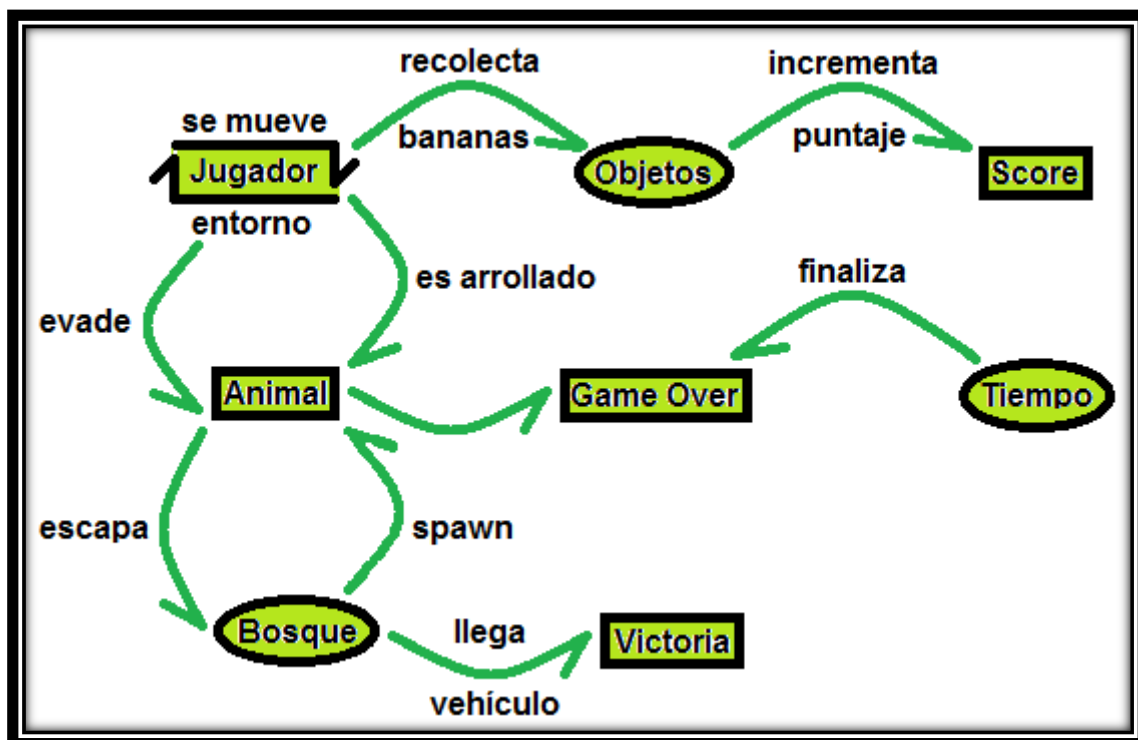 recolecta
incrementa
se mueve
bananas
puntaje
Jugador
Objetos
Score
entorno
es arrollado
finaliza
evade
Animal
Game Over
Tiempo
escapa
spawn
Bosque
llega
Victoria
vehículo